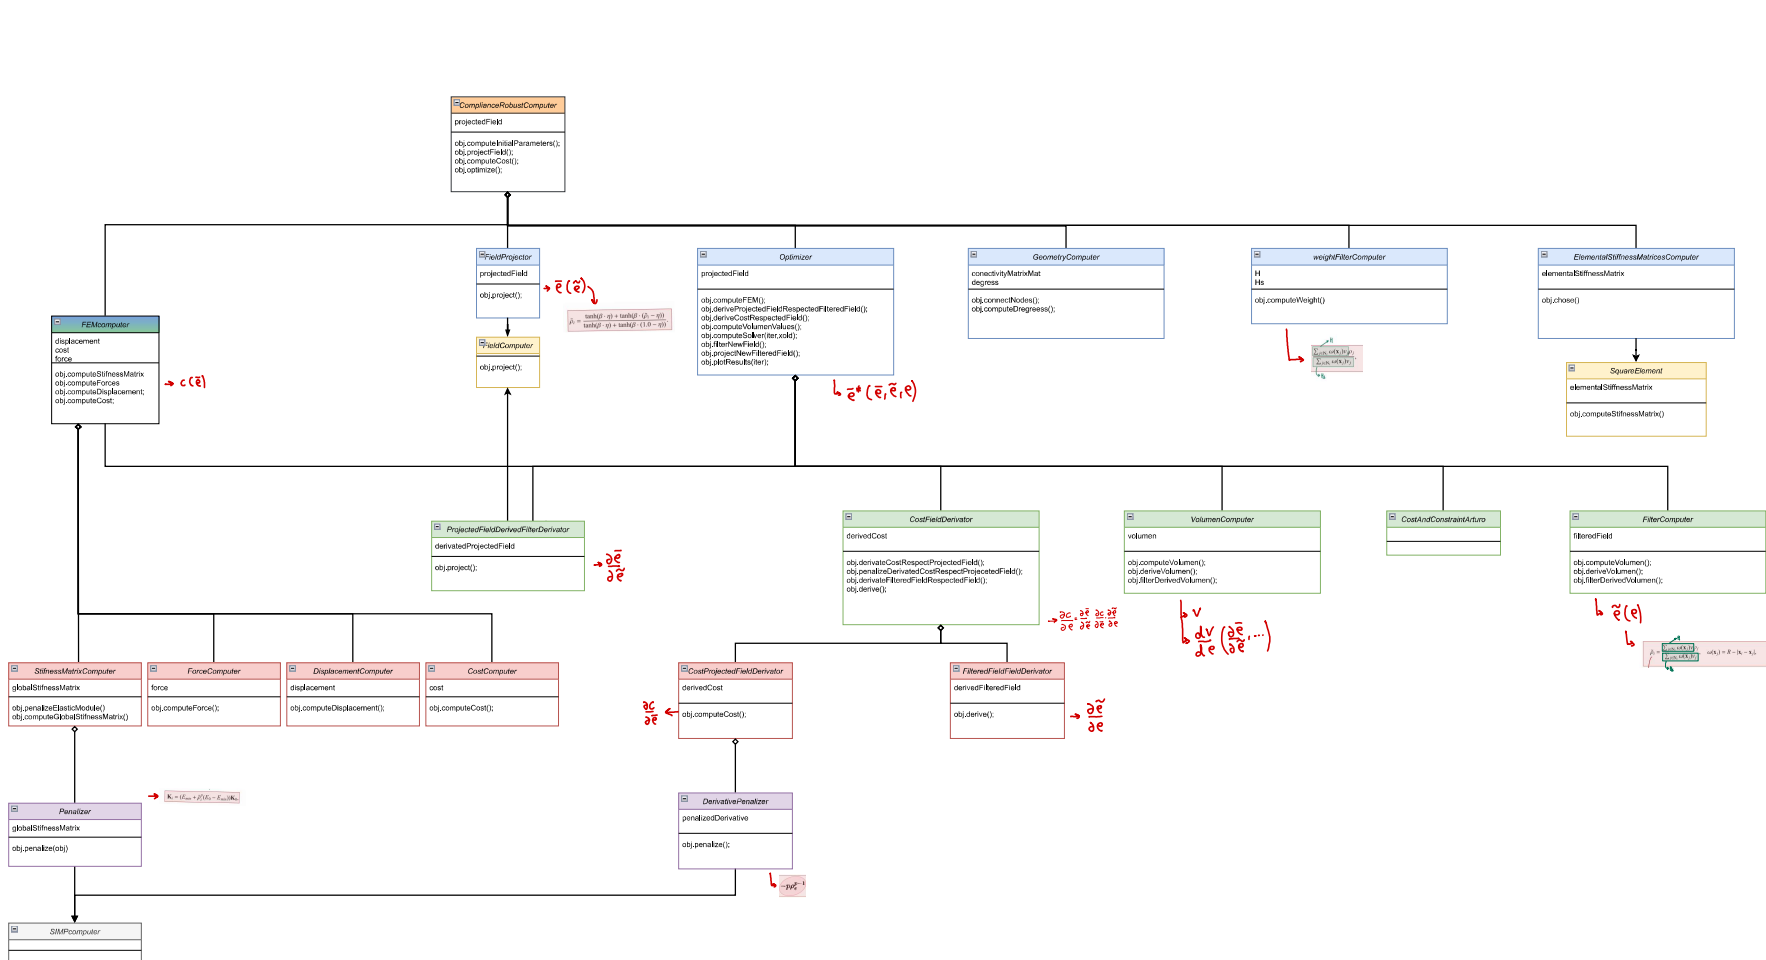 ComplianceRobustComputer
projectedField
obj.computeInitialParameters();
obj.projectField();
obj.computeCost();
obj.optimize();
FEMcomputer
displacement
cost
force
obj.computeStifnessMatrix
obj.computeForces
obj.computeDisplacement;
obj.computeCost;
→ c(ē)
FieldProjector
projectedField
obj.project();
→ ē(ẽ)
FieldComputer
obj.project();
Optimizer
projectedField
obj.computeFEM();
obj.deriveProjectedFieldRespectedFilteredField();
obj.deriveCostRespectedField();
obj.computeVolumenValues();
obj.computeSolver(iter,xold);
obj.filterNewField();
obj.projectNewFilteredField();
obj.plotResults(iter);
ē*(ē,ẽ,e)
GeometryComputer
conectivityMatrixMat
degress
obj.connectNodes();
obj.computeDregreess();
weightFilterComputer
H
Hs
obj.computeWeight()
ElementalStiffnessMatricesComputer
elementalStifnessMatrix
obj.chose()
SquareElement
elementalStiffnessMatrix
obj.computeStifnessMatrix()
ProjectedFieldDerivedFilterDerivator
derivatedProjectedField
obj.project();
→ ∂ē/∂ẽ
CostFieldDerivator
derivedCost
obj.derivateCostRespectProjectedField();
obj.penalizeDerivatedCostRespectProjecetedField();
obj.derivateFilteredFieldRespectedField();
obj.derive();
VolumenComputer
volumen
obj.computeVolumen();
obj.deriveVolumen();
obj.filterDerivedVolumen();
v
dv/de (∂ē/∂ẽ, ...)
CostAndConstraintArturo
FilterComputer
filteredField
obj.computeVolumen();
obj.deriveVolumen();
obj.filterDerivedVolumen();
ẽ(e)
StifnessMatrixComputer
globalStifnessMatrix
obj.penalizeElasticModule()
obj.computeGlobalStifnessMatrix()
ForceComputer
force
obj.computeForce();
DisplacementComputer
displacement
obj.computeDisplacement();
CostComputer
cost
obj.computeCost();
CostProjectedFieldDerivator
derivedCost
obj.computeCost();
∂c/∂ē ←
FilteredFieldFieldDerivator
derivedFilteredField
obj.derive();
→ ∂ẽ/∂e
Penalizer
globalStifnessMatrix
obj.penalize(obj)
DerivativePenalizer
penalizedDerivative
obj.penalize();
SIMPcomputer